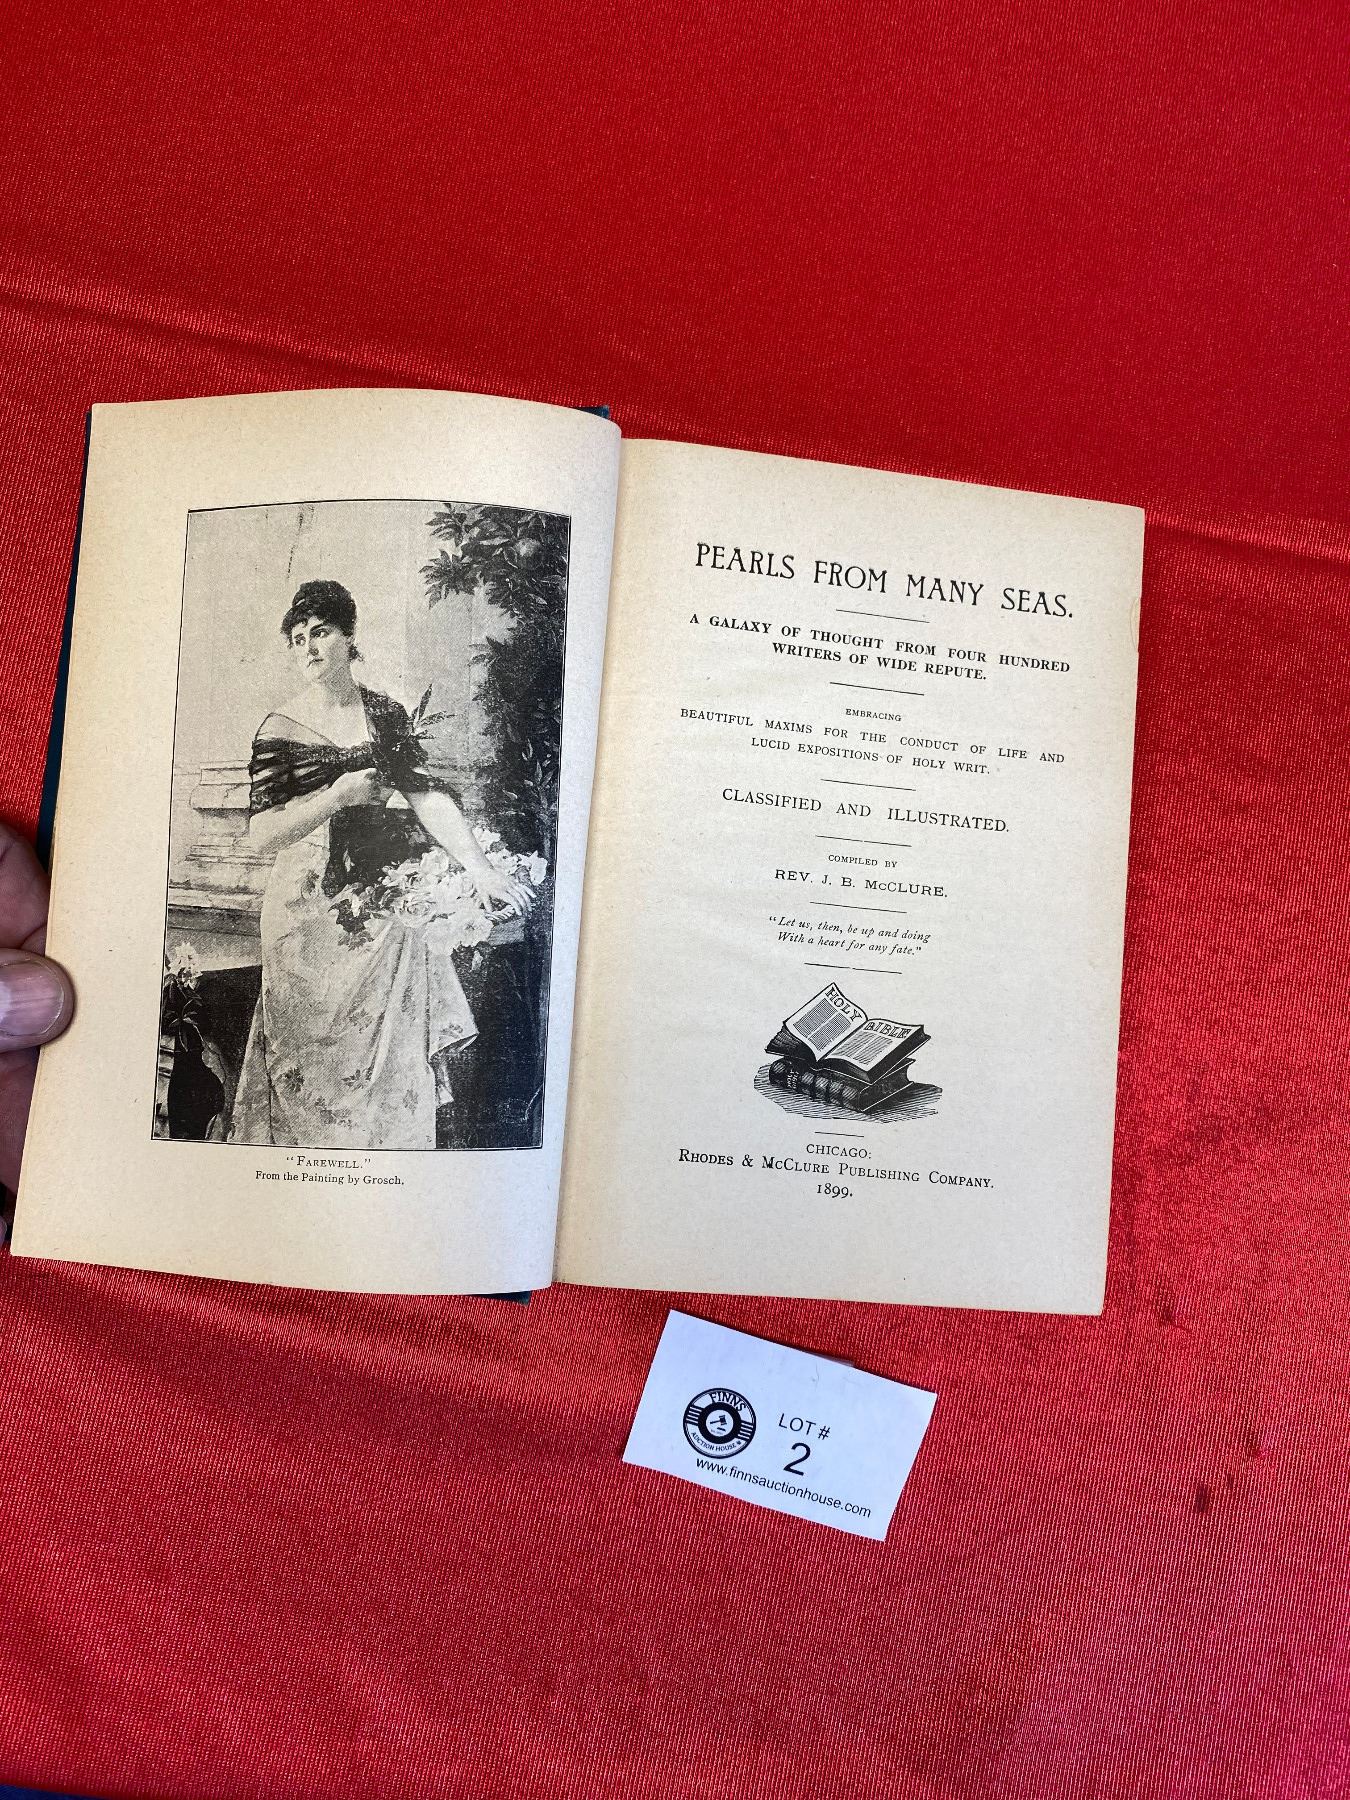 "FAREWELL."
From the Painting by Grosch.
PEARLS FROM MANY SEAS.
A GALAXY OF THOUGHT FROM FOUR HUNDRED
WRITERS OF WIDE REPUTE.
EMBRACING
BEAUTIFUL MAXIMS FOR THE CONDUCT OF LIFE AND
LUCID EXPOSITIONS OF HOLY WRIT.
CLASSIFIED AND ILLUSTRATED.
COMPILED BY
REV. J. B. McCLURE.
"Let us, then, be up and doing
With a heart for any fate."
HOLY BIBLE
CHICAGO:
RHODES & McCLURE PUBLISHING COMPANY.
1899.
FINNS
AUCTION HOUSE
LOT #
2
www.finnsauctionhouse.com